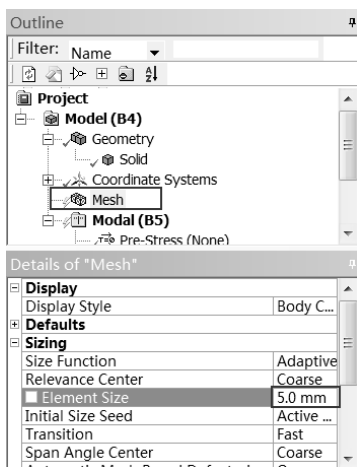 Outline
Filter: Name
Project
Model (B4)
Geometry
Solid
Coordinate Systems
Mesh
Modal (B5)
Pre-Stress (None)
Details of "Mesh"
Display
Display Style Body C...
Defaults
Sizing
Size Function Adaptive
Relevance Center Coarse
Element Size 5.0 mm
Initial Size Seed Active ...
Transition Fast
Span Angle Center Coarse